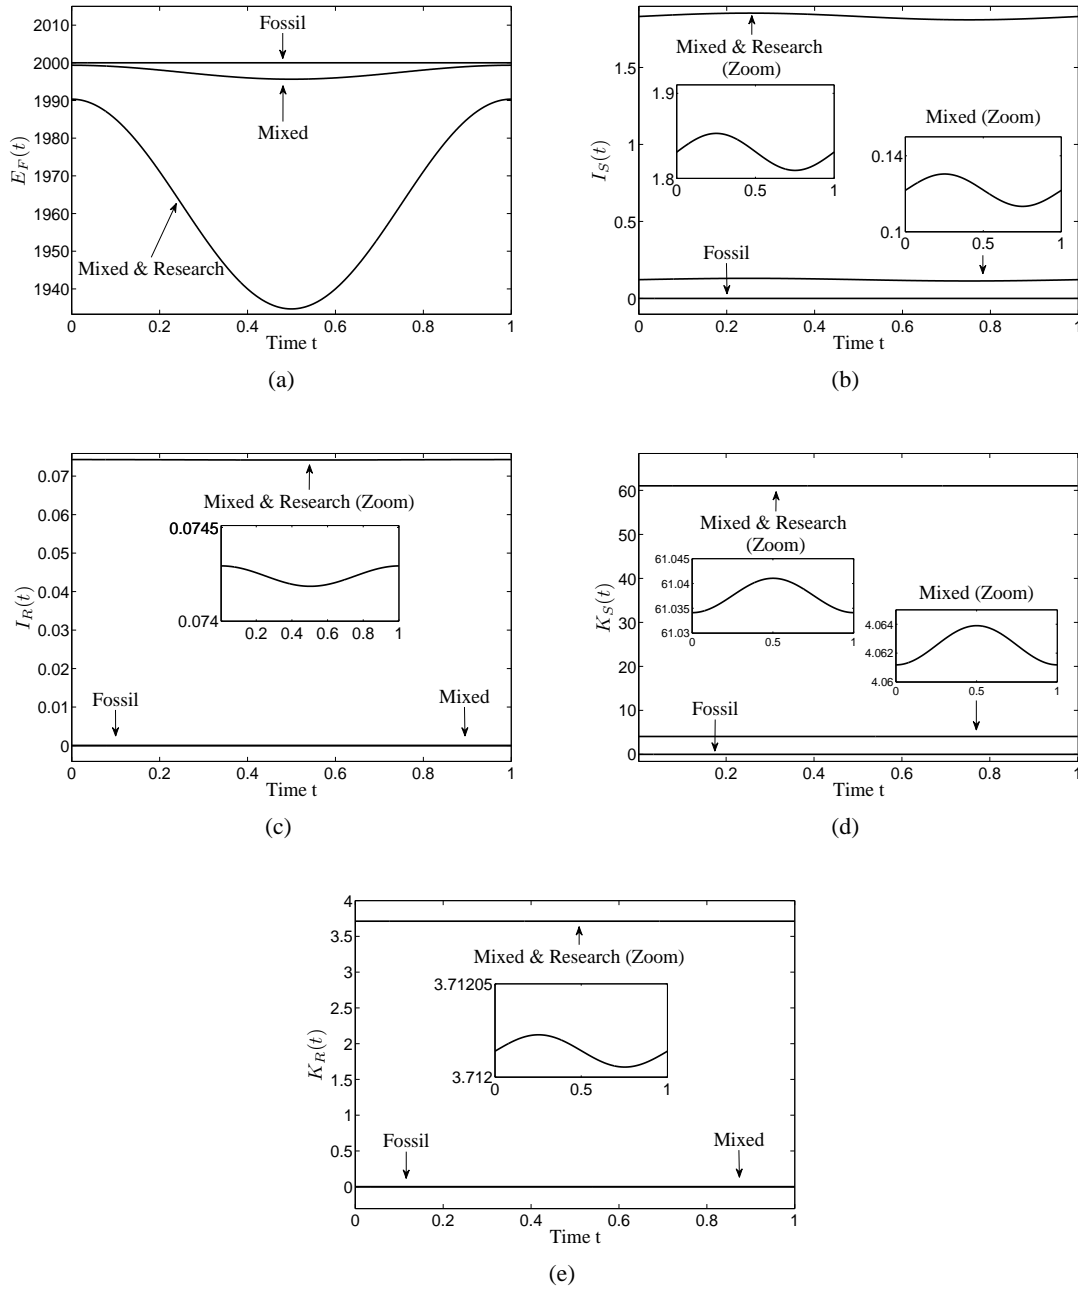 2010
2000
1990
1980
1970
1960
1950
1940
E_F(t)
Fossil
Mixed
Mixed & Research
0 0.2 0.4 0.6 0.8 1
Time t
(a)
1.5
1
0.5
0
I_S(t)
Mixed & Research
(Zoom)
1.9
1.8
0 0.5 1
Mixed (Zoom)
0.14
0.1
0 0.5 1
Fossil
0 0.2 0.4 0.6 0.8 1
Time t
(b)
0.07
0.06
0.05
0.04
0.03
0.02
0.01
0
I_R(t)
Mixed & Research (Zoom)
0.0745
0.074
0.2 0.4 0.6 0.8 1
Fossil
Mixed
0 0.2 0.4 0.6 0.8 1
Time t
(c)
60
50
40
30
20
10
0
K_S(t)
Mixed & Research
(Zoom)
61.045
61.04
61.035
61.03
0 0.5 1
Mixed (Zoom)
4.064
4.062
4.06
0 0.5 1
Fossil
0.2 0.4 0.6 0.8 1
Time t
(d)
4
3.5
3
2.5
2
1.5
1
0.5
0
K_R(t)
Mixed & Research (Zoom)
3.71205
3.712
0 0.5 1
Fossil
Mixed
0 0.2 0.4 0.6 0.8 1
Time t
(e)